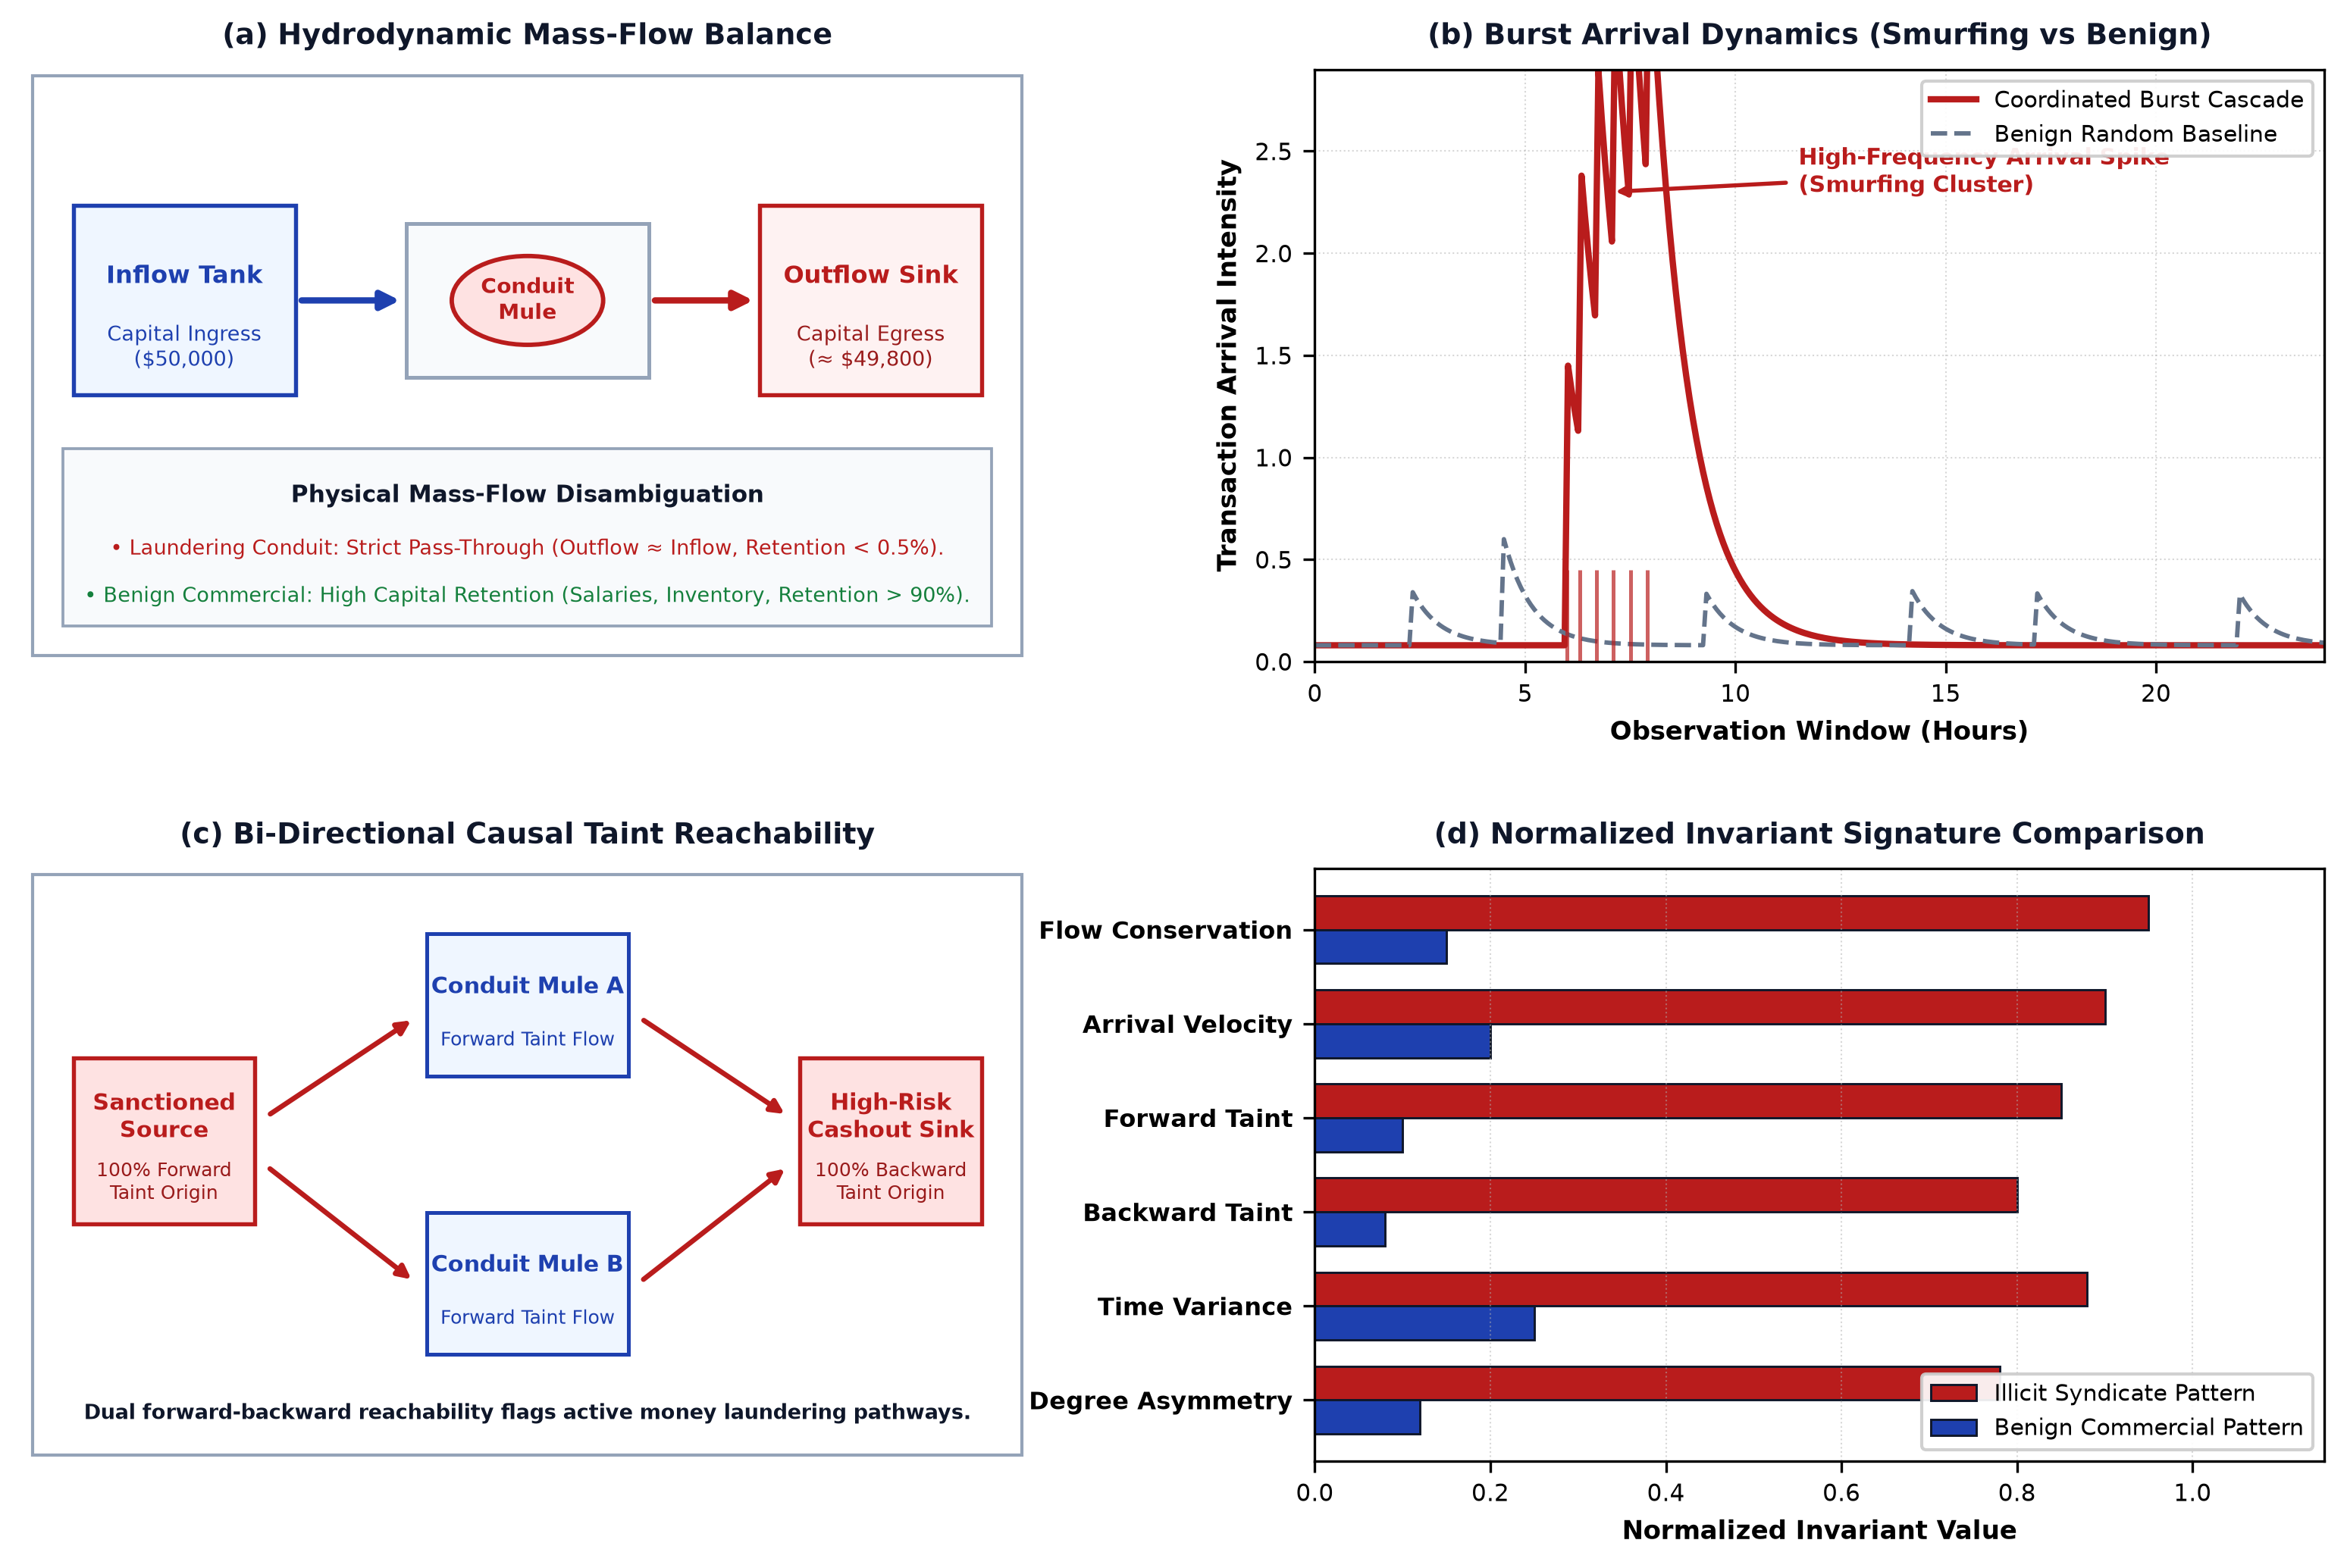 (a) Hydrodynamic Mass-Flow Balance
Inflow Tank
Capital Ingress
($50,000)
Conduit
Mule
Outflow Sink
Capital Egress
(≈ $49,800)
Physical Mass-Flow Disambiguation
• Laundering Conduit: Strict Pass-Through (Outflow ≈ Inflow, Retention < 0.5%).
• Benign Commercial: High Capital Retention (Salaries, Inventory, Retention > 90%).
(b) Burst Arrival Dynamics (Smurfing vs Benign)
Transaction Arrival Intensity
2.5
2.0
1.5
1.0
0.5
0.0
Coordinated Burst Cascade
Benign Random Baseline
High-Frequency Arrival Spike
(Smurfing Cluster)
0 5 10 15 20
Observation Window (Hours)
(c) Bi-Directional Causal Taint Reachability
Conduit Mule A
Forward Taint Flow
Sanctioned
Source
100% Forward
Taint Origin
High-Risk
Cashout Sink
100% Backward
Taint Origin
Conduit Mule B
Forward Taint Flow
Dual forward-backward reachability flags active money laundering pathways.
(d) Normalized Invariant Signature Comparison
Flow Conservation
Arrival Velocity
Forward Taint
Backward Taint
Time Variance
Degree Asymmetry
Illicit Syndicate Pattern
Benign Commercial Pattern
0.0 0.2 0.4 0.6 0.8 1.0
Normalized Invariant Value